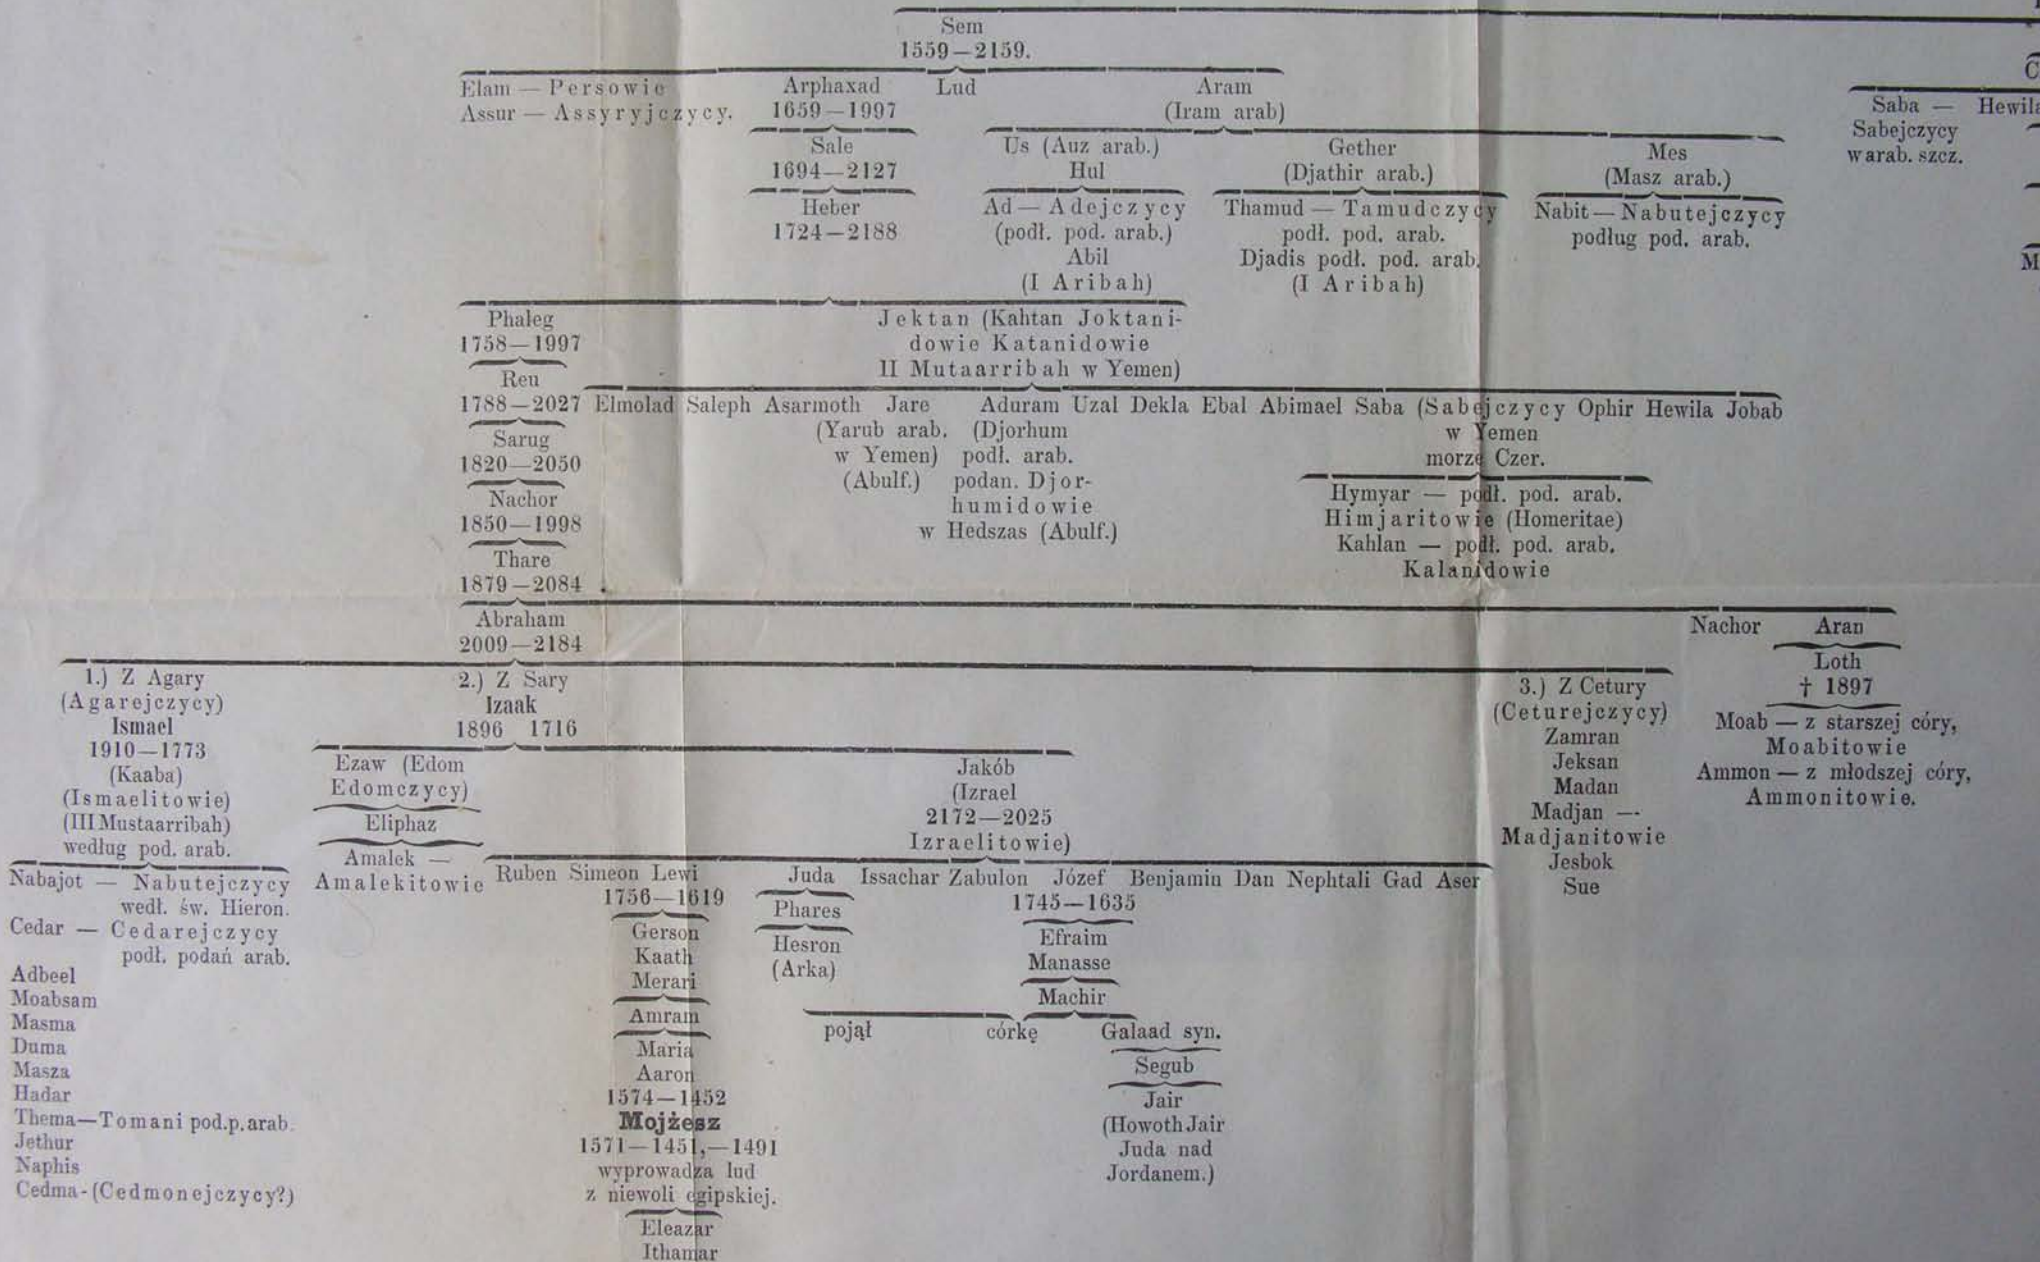 Sem
1559—2159.
Elam — Persowie
Assur — Assyryjczycy.
Arphaxad
1659—1997
Lud
Aram
(Iram arab)
Saba — Hewila
Sabejczycy
w arab. szcz.
Sale
1694—2127
Us (Auz arab.)
Hul
Gether
(Djathir arab.)
Mes
(Masz arab.)
Heber
1724—2188
Ad — Adejczycy
(podł. pod. arab.)
Abil
(I Aribah)
Thamud — Tamudczycy
podł. pod. arab.
Djadis podł. pod. arab.
(I Aribah)
Nabit — Nabutejczycy
podług pod. arab.
Phaleg
1758—1997
Jektan (Kahtan Joktani-
dowie Katanidowie
II Mutaarribah w Yemen)
Reu
1788—2027
Elmolad Saleph Asarmoth Jare Aduram Uzal Dekla Ebal Abimael Saba (Sabejczycy Ophir Hewila Jobab
(Yarub arab.
w Yemen)
(Abulf.)
(Djorhum
podł. arab.
podan. Djor-
humidowie
w Hedszas (Abulf.)
w Yemen
morze Czer.
Hymyar — podł. pod. arab.
Himjaritowie (Homeritae)
Kahlan — podł. pod. arab.
Kalanidowie
Sarug
1820—2050
Nachor
1850—1998
Thare
1879—2084
Abraham
2009—2184
Nachor
Aran
Loth
† 1897
Moab — z starszej córy,
Moabitowie
Ammon — z młodszej córy,
Ammonitowie.
1.) Z Agary
(Agarejczycy)
Ismael
1910—1773
(Kaaba)
(Ismaelitowie)
(III Mustaarribah)
według pod. arab.
2.) Z Sary
Izaak
1896 1716
3.) Z Cetury
(Ceturejczycy)
Zamran
Jeksan
Madan
Madjan —
Madjanitowie
Jesbok
Sue
Ezaw (Edom
Edomczycy)
Eliphaz
Amalek —
Amalekitowie
Jakób
(Izrael
2172—2025
Izraelitowie)
Nabajot — Nabutejczycy
wedł. św. Hieron.
Cedar — Cedarejczycy
podł. podań arab.
Adbeel
Moabsam
Masma
Duma
Masza
Hadar
Thema—Tomani pod.p.arab.
Jethur
Naphis
Cedma-(Cedmonejczycy?)
Ruben Simeon Lewi Juda Issachar Zabulon Józef Benjamin Dan Nephtali Gad Aser
1756—1619
Gerson
Kaath
Merari
Amram
Maria
Aaron
1574—1452
Mojżesz
1571—1451,—1491
wyprowadza lud
z niewoli egipskiej.
Eleazar
Ithamar
Phares
Hesron
(Arka)
1745—1635
Efraim
Manasse
Machir
pojął córkę Galaad syn.
Segub
Jair
(Howoth Jair
Juda nad
Jordanem.)